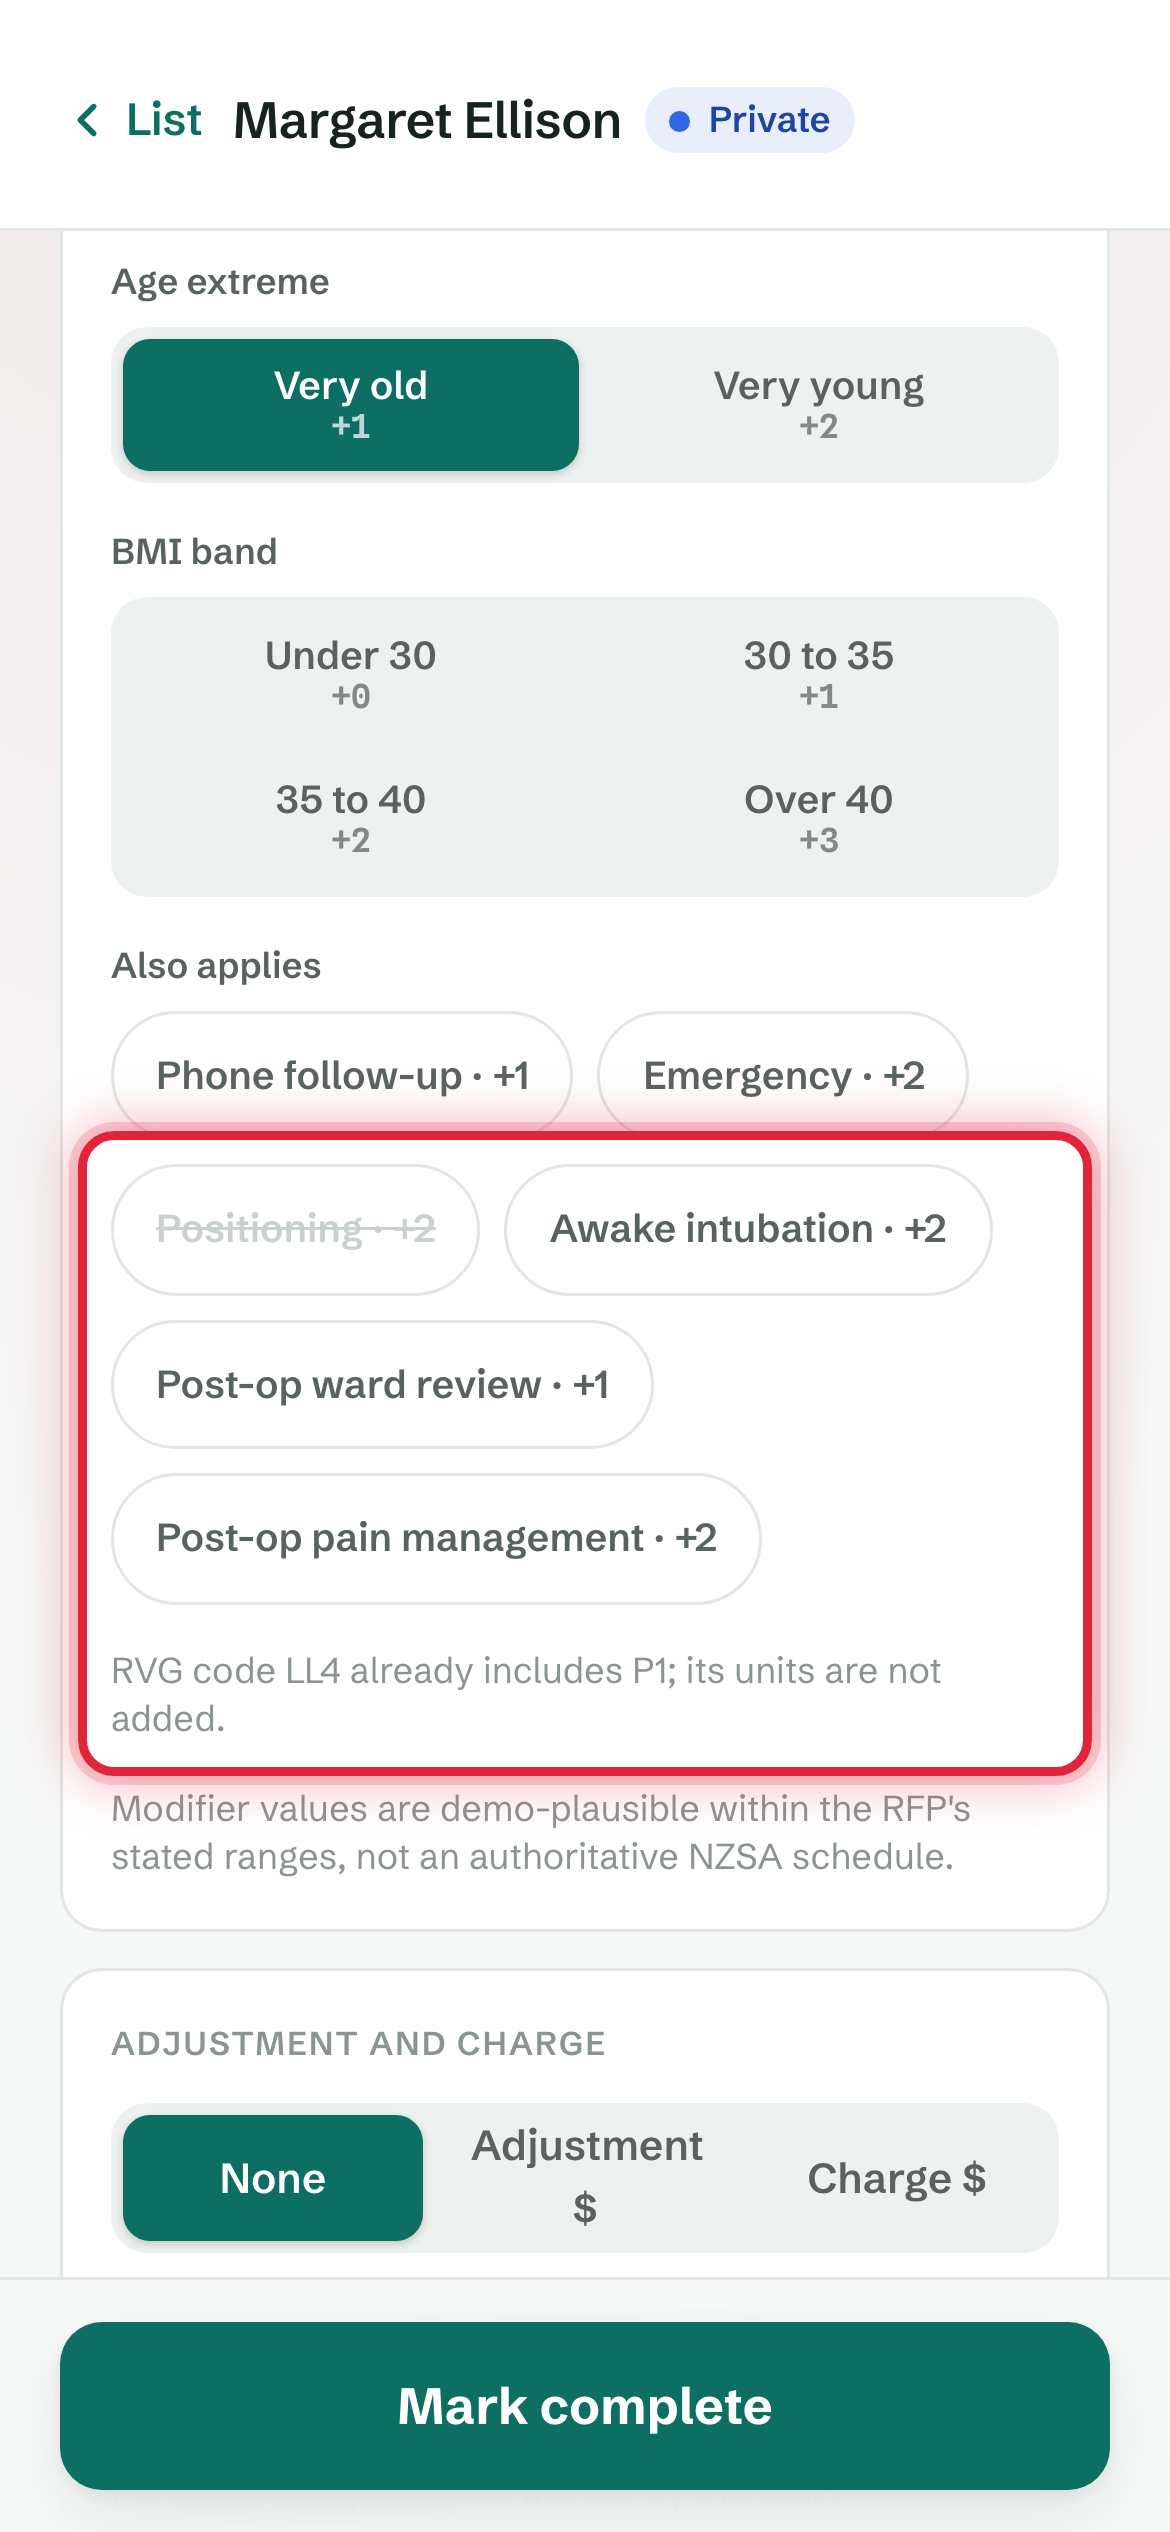 List Margaret Ellison Private
Age extreme
Very old Very young
+1 +2
BMI band
Under 30 30 to 35
+0 +1
35 to 40 Over 40
+2 +3
Also applies
Phone follow-up · +1 Emergency · +2
Positioning · +2 Awake intubation · +2
Post-op ward review · +1
Post-op pain management · +2
RVG code LL4 already includes P1; its units are not
added.
Modifier values are demo-plausible within the RFP's
stated ranges, not an authoritative NZSA schedule.
ADJUSTMENT AND CHARGE
None Adjustment $ Charge $
Mark complete